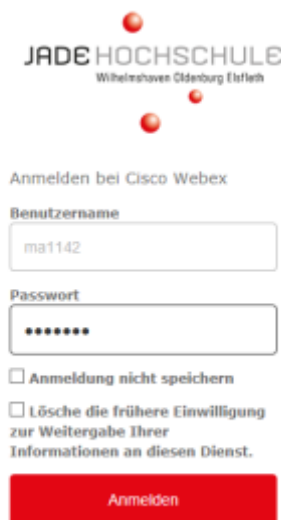 JADE HOCHSCHULE
Wilhelmshaven Oldenburg Elsfleth
Anmelden bei Cisco Webex
Benutzername
ma1142
Passwort
•••••••
Anmeldung nicht speichern
Lösche die frühere Einwilligung
zur Weitergabe Ihrer
Informationen an diesen Dienst.
Anmelden